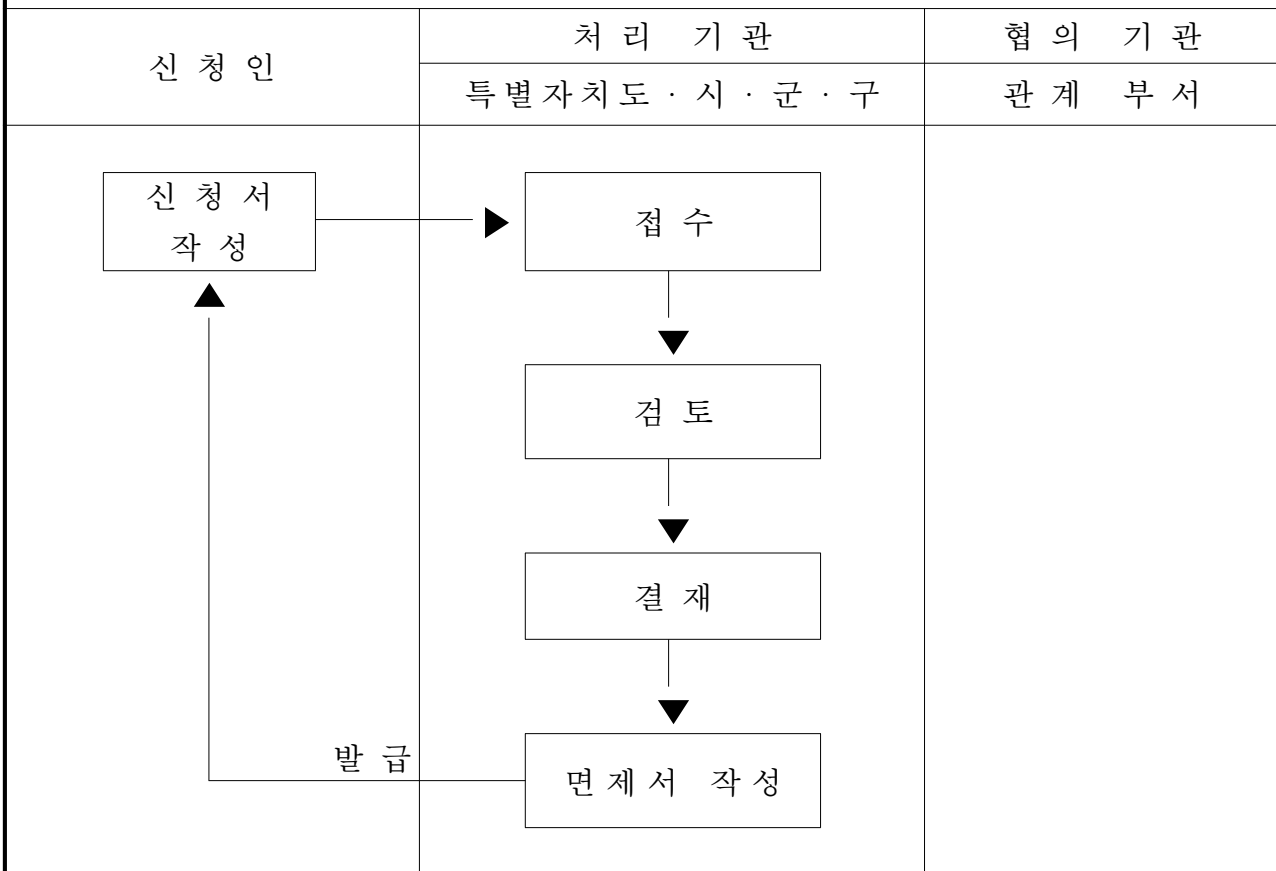 신청인
처리 기관
협의 기관
특별자치도·시·군·구
관계 부서
신청서
작성
접수
검토
결재
발급
면제서 작성